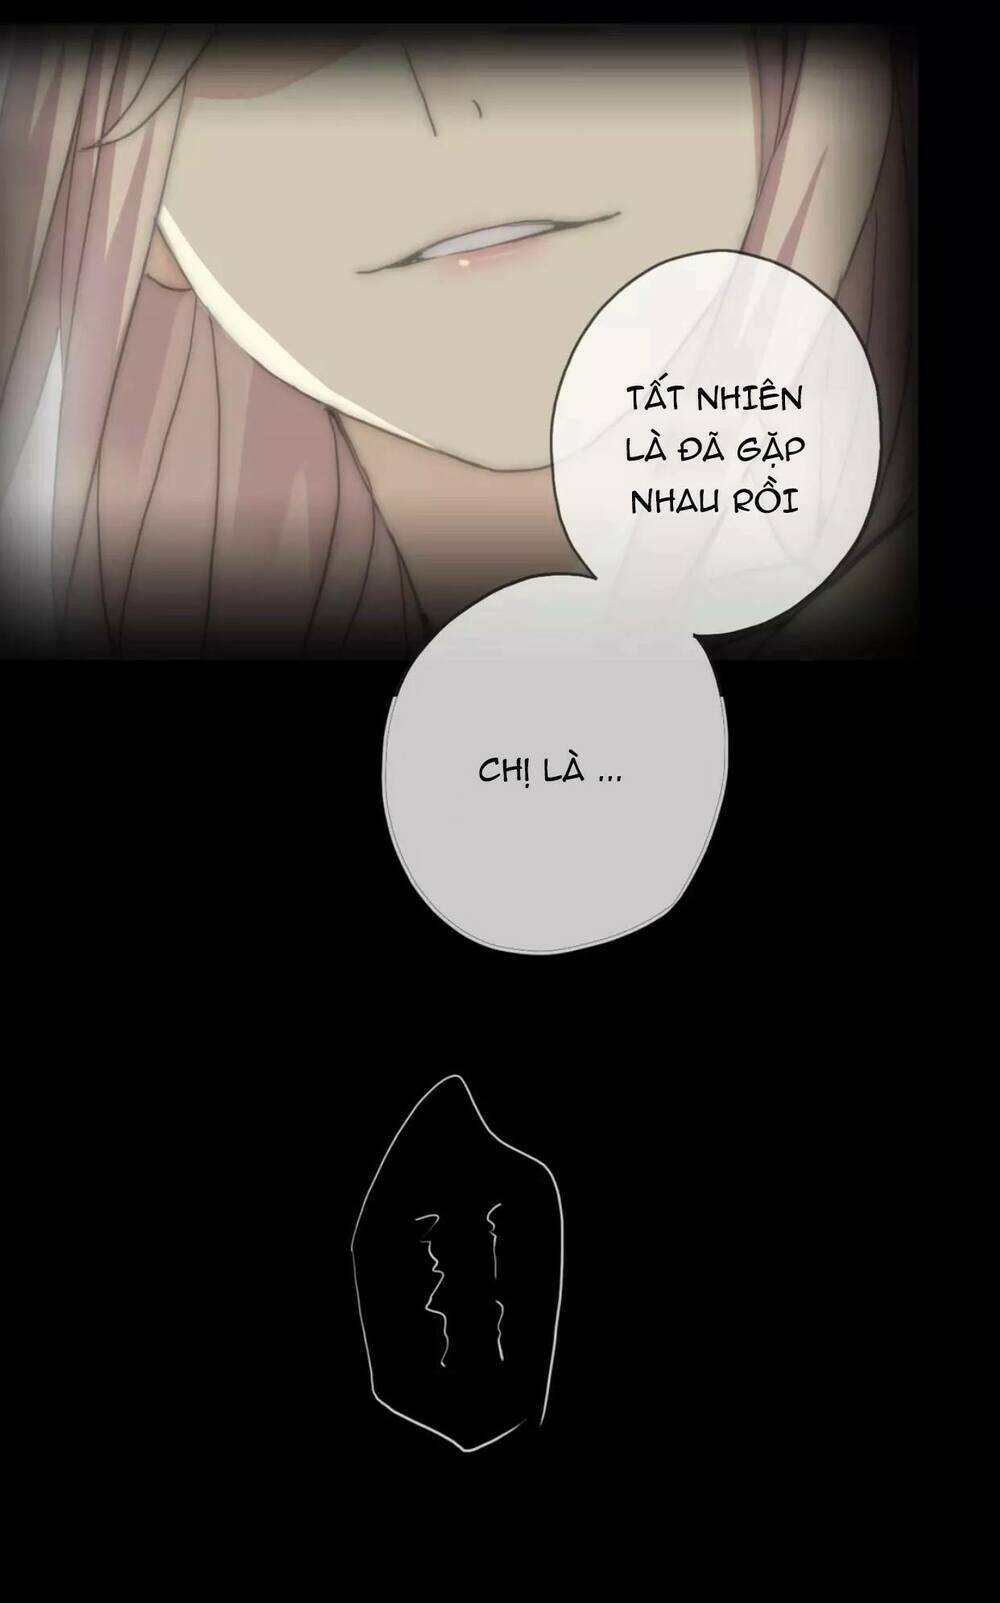 TẤT NHIÊN
LÀ ĐÃ GẶP
NHAU RỒI
CHỊ LÀ ...